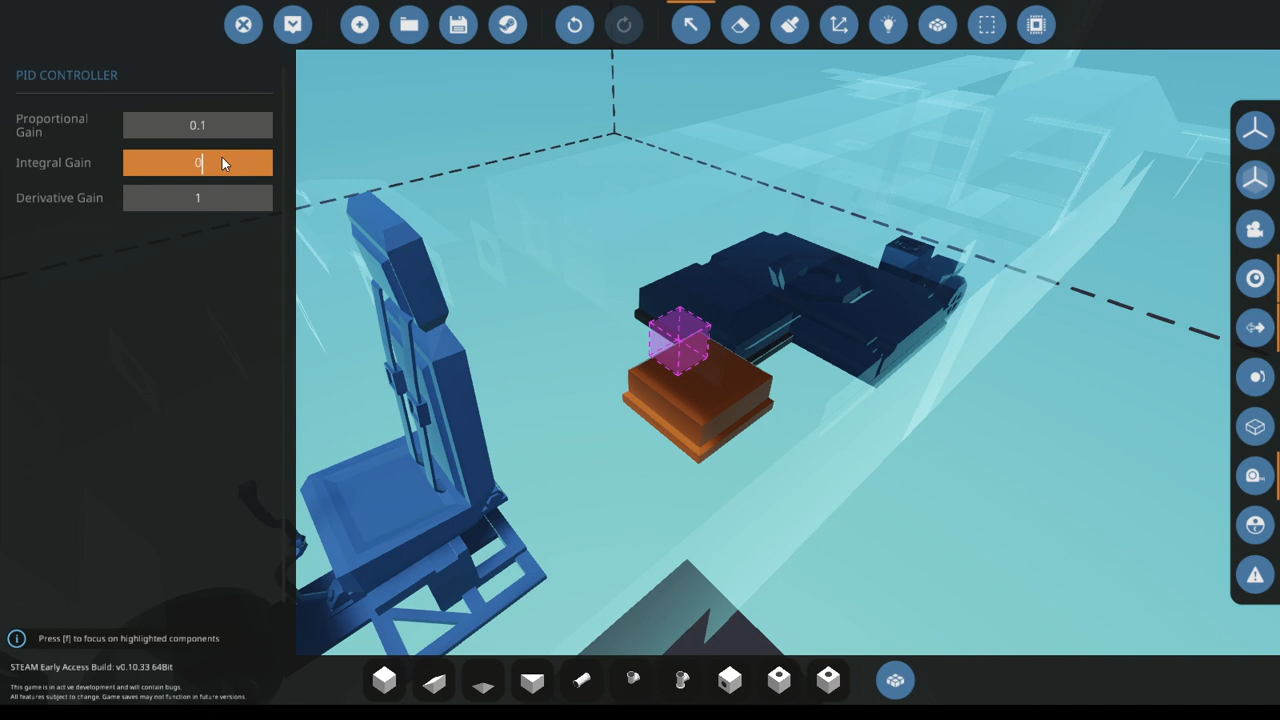 PID CONTROLLER
Proportional
Gain
0.1
Integral Gain
0
Derivative Gain
1
Press [f] to focus on highlighted components
STEAM Early Access Build: v0.10.33 64Bit
This game is in active development and will contain bugs.
All features subject to change. Game saves may not function in future versions.